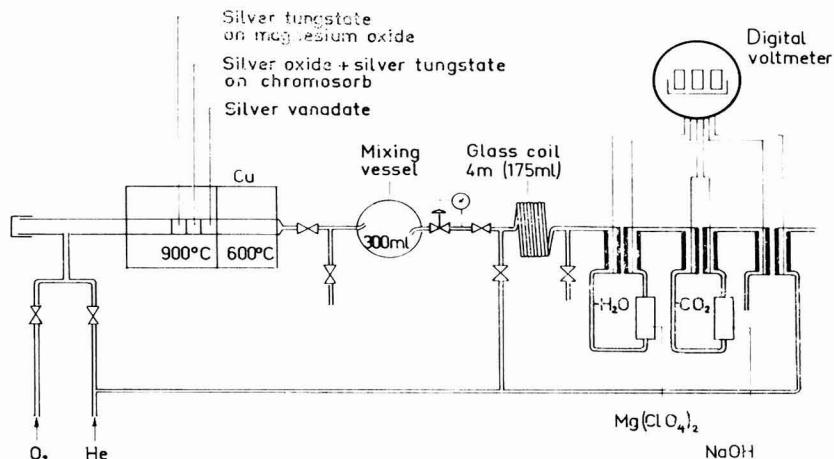 Silver tungstate
on magnesium oxide
Silver oxide + silver tungstate
on chromosorb
Silver vanadate
Digital
voltmeter
Cu
Mixing
vessel
Glass coil
4m (175ml)
300ml
900°C
600°C
H₂O
CO₂
Mg(ClO₄)₂
O₂
He
NaOH